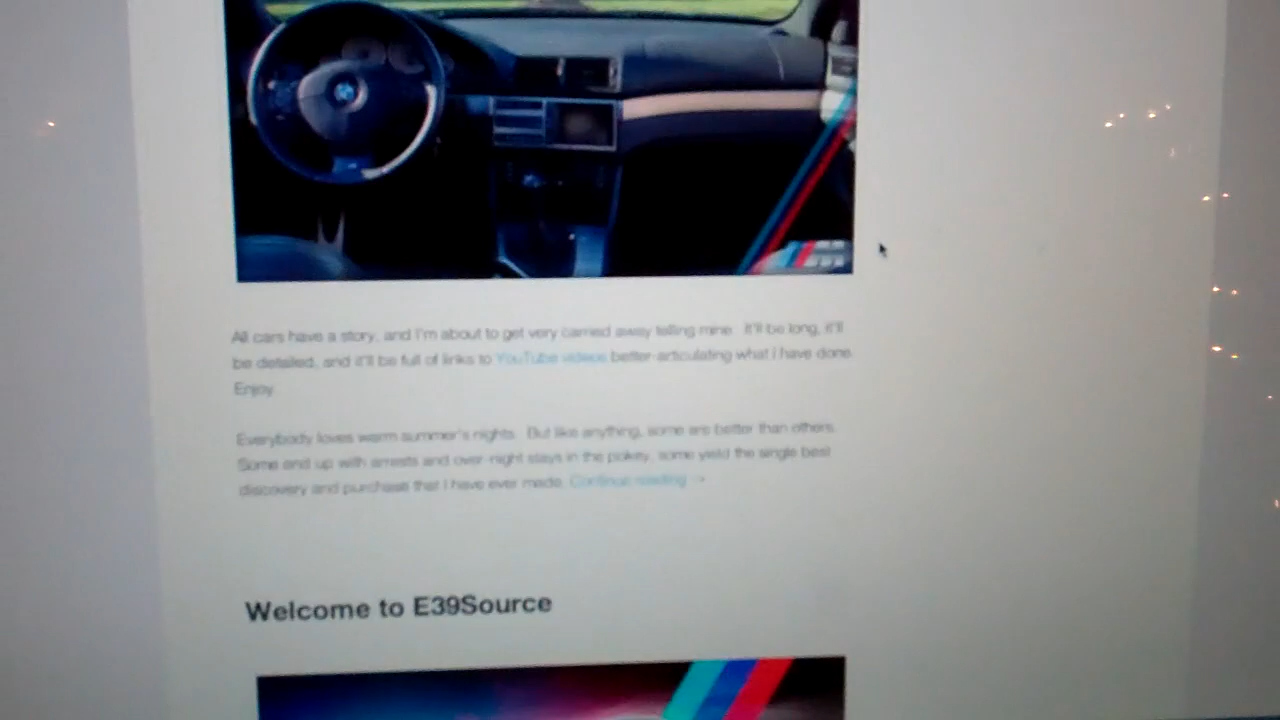 All cars have a story, and I'm about to get very carried away telling mine. It'll be long, it'll
be detailed, and it'll be full of links to YouTube videos better-articulating what I have done.
Enjoy.
Everybody loves warm summer's nights. But like anything, some are better than others.
Some end up with arrests and over-night stays in the pokey, some yield the single best
discovery and purchase that I have ever made. Continue reading →
Welcome to E39Source